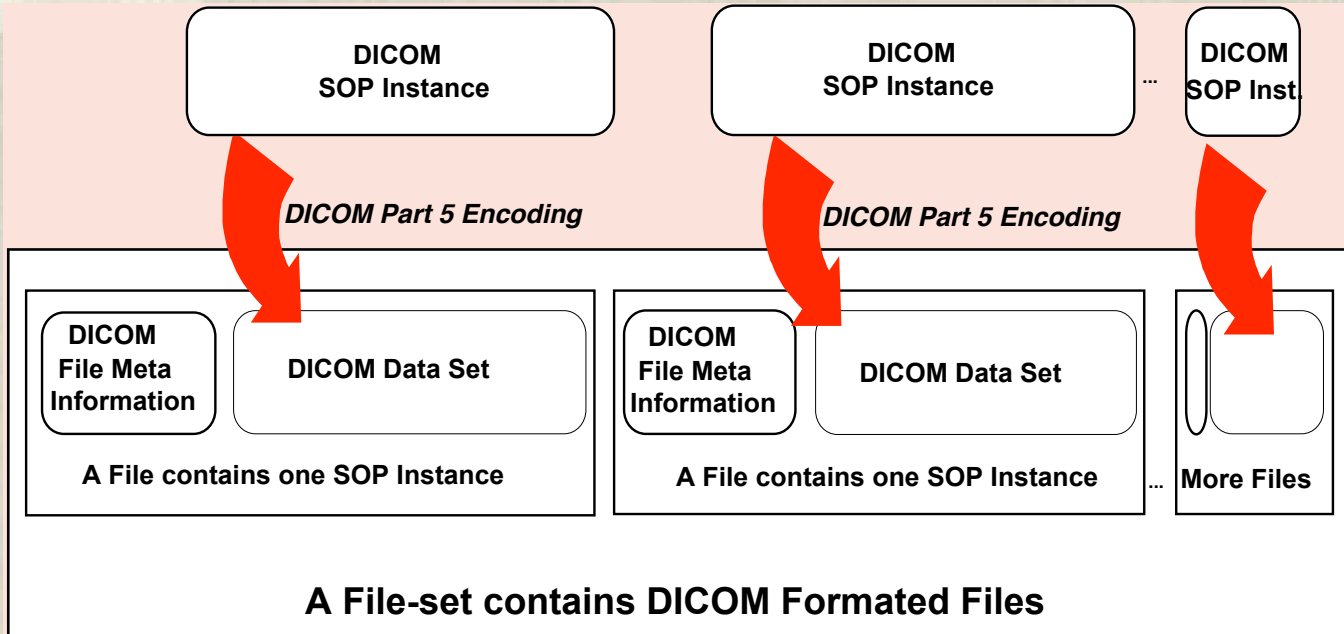 DICOM
SOP Instance
DICOM
SOP Instance
...
DICOM
SOP Inst.
DICOM Part 5 Encoding
DICOM Part 5 Encoding
DICOM
File Meta
Information
DICOM Data Set
A File contains one SOP Instance
DICOM
File Meta
Information
DICOM Data Set
A File contains one SOP Instance
...
More Files
A File-set contains DICOM Formated Files